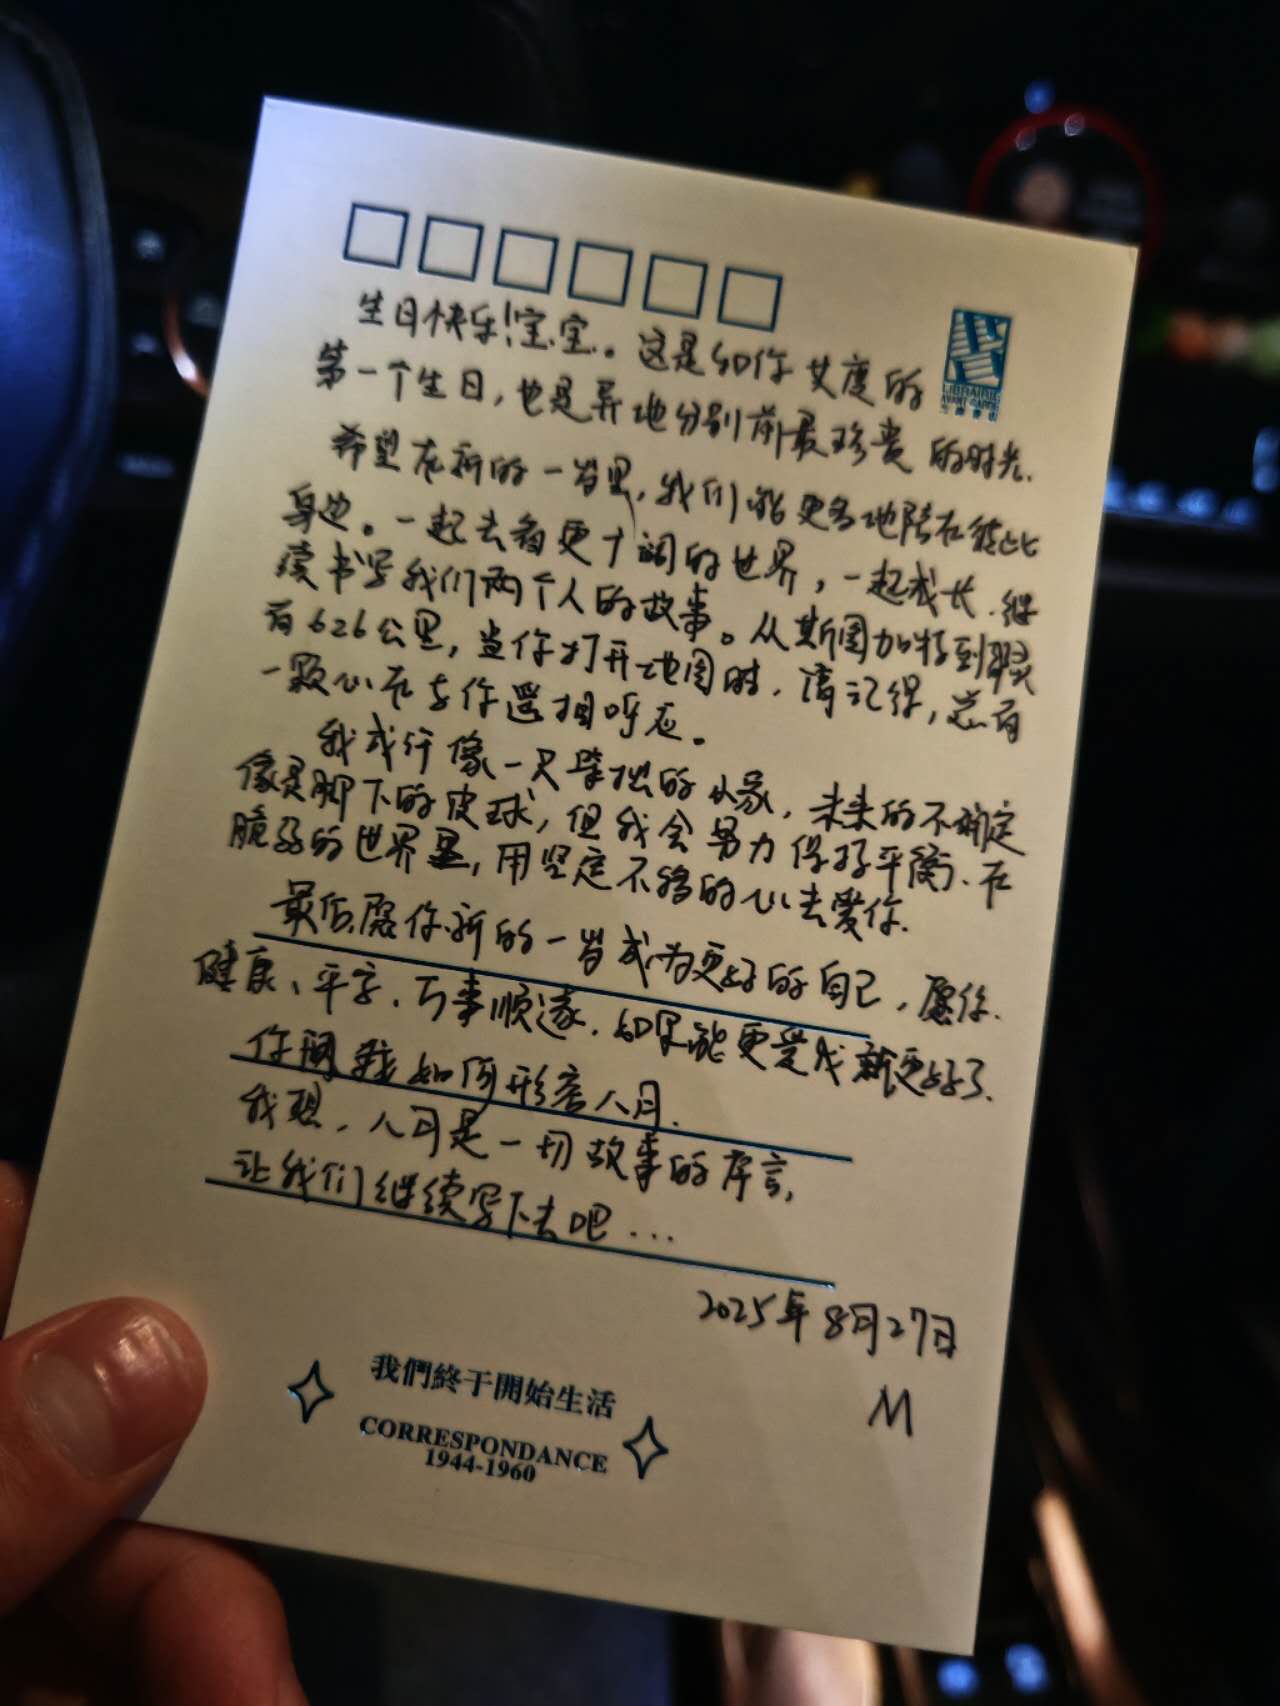 生日快乐！宝宝。这是和你共度的
第一个生日，也是异地分别前最珍贵的时光.
希望在新的一岁里，我们能更多地陪在彼此
身边。一起去看更广阔的世界，一起成长.继
续书写我们两个人的故事。从斯图加特到
有626公里，当你打开地图时，请记得，总有
一颗心在与你遥相呼应。
我或许像一只笨拙的小象，未来的不确定
像是脚下的皮球，但我会努力保持平衡、在
脆弱的世界里，用坚定不移的心去爱你.
最后，愿你新的一岁成为更好的自己，愿你.
健康、平安、万事顺遂.如果能更爱我就更好了.
你问我如何形容八月.
我想，八月是一切故事的序言，
让我们继续写下去吧...
2025年8月27日
M
我們終于開始生活
CORRESPONDANCE
1944-1960
LIBRAIRIE
AVANT-GARDE
先鋒書店